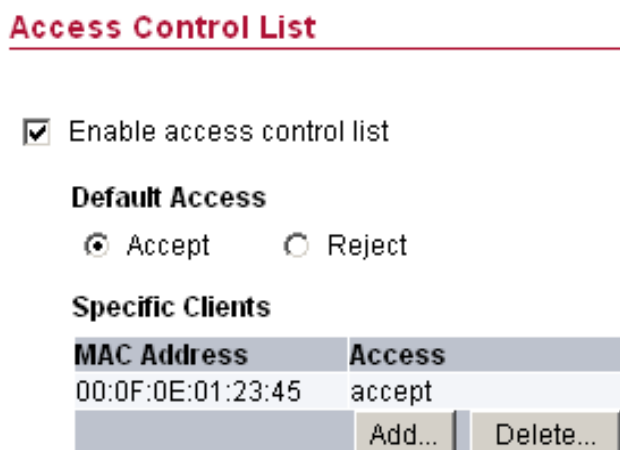 Access Control List
Enable access control list
Default Access
Accept Reject
Specific Clients
MAC Address Access
00:0F:0E:01:23:45 accept
Add... Delete...